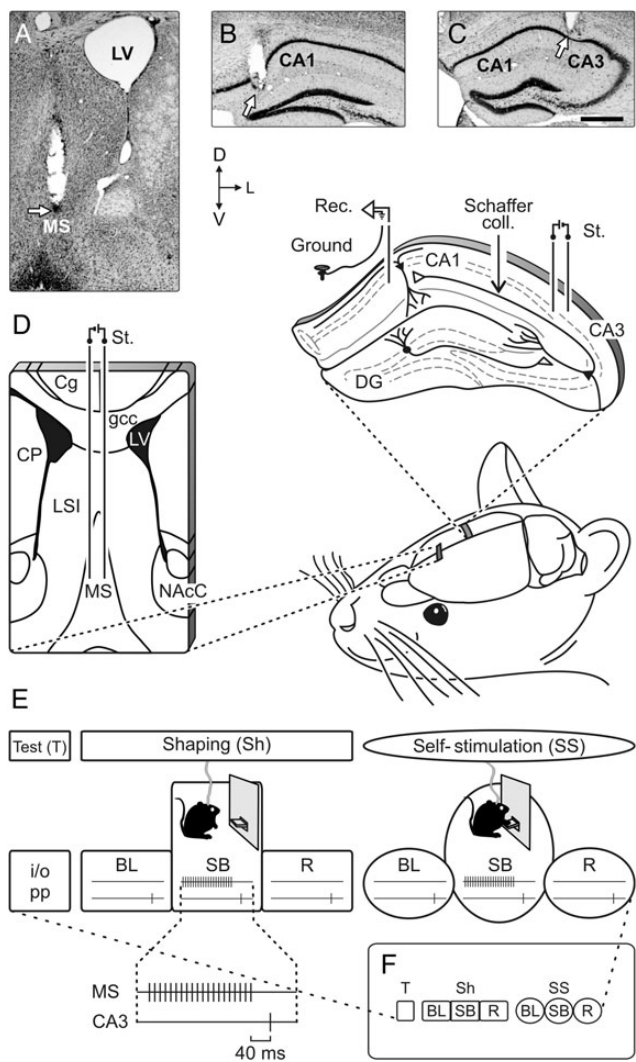 A
LV
MS
B
CA1
C
CA1
CA3
D
L
V
Rec.
Ground
Schaffer
coll.
St.
CA1
CA3
DG
D
St.
Cg
gcc
LV
CP
LSI
MS
NAcC
E
Test (T)
Shaping (Sh)
Self-stimulation (SS)
i/o
pp
BL
SB
R
BL
SB
R
MS
CA3
40 ms
F
T
Sh
SS
BL
SB
R
BL
SB
R